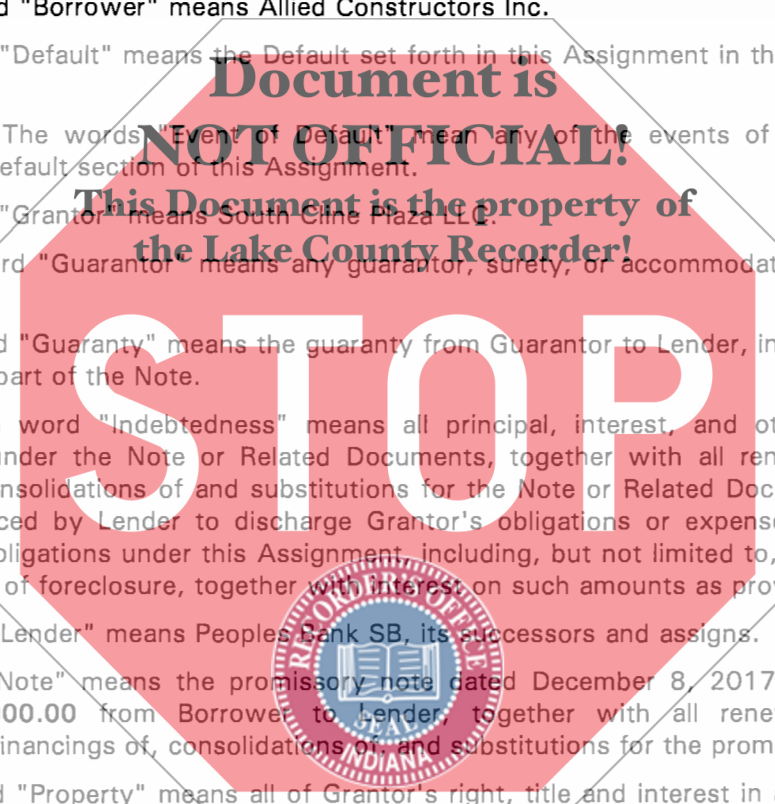 d "Borrower" means Allied Constructors Inc.
"Default" means the Default set forth in this Assignment in th
Document is
The words "Event of Default" mean any of the events of
NOT OFFICIAL!
efault section of this Assignment.
This Document is the property of
"Grantor" means South Cline Plaza LLC.
the Lake County Recorder!
rd "Guarantor" means any guarantor, surety, or accommodat
STOP
d "Guaranty" means the guaranty from Guarantor to Lender, in
part of the Note.
word "Indebtedness" means all principal, interest, and ot
under the Note or Related Documents, together with all ren
nsolidations of and substitutions for the Note or Related Doc
ced by Lender to discharge Grantor's obligations or expens
bligations under this Assignment, including, but not limited to,
of foreclosure, together with interest on such amounts as prov
RECORDER'S OFFICE
Lender" means Peoples Bank SB, its successors and assigns.
Note" means the promissory note dated December 8, 2017
000.00 from Borrower to Lender, together with all rene
SEAL
inancings of, consolidations of, and substitutions for the prom
INDIANA
d "Property" means all of Grantor's right, title and interest in